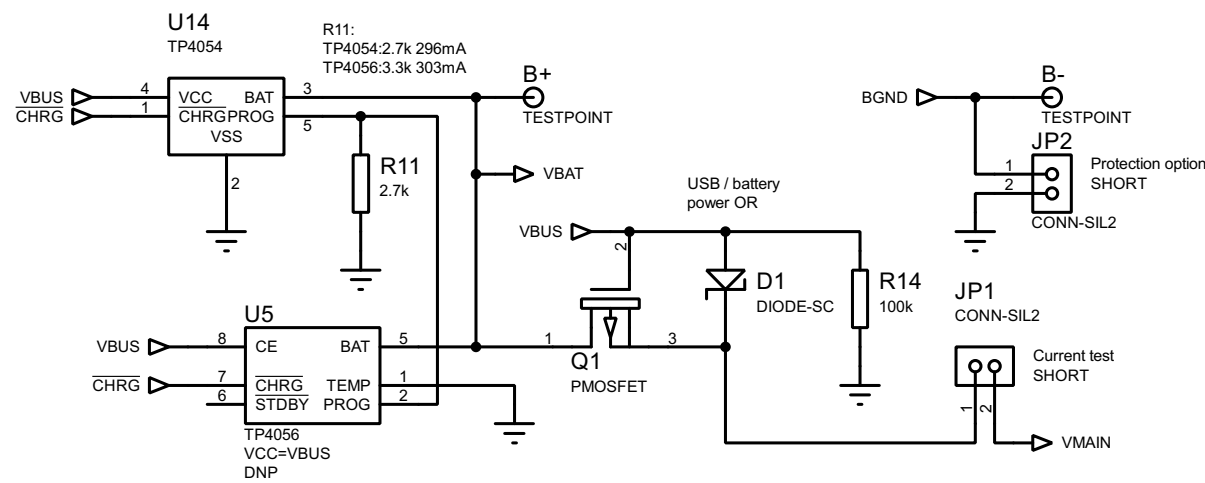 U14
TP4054
R11:
TP4054:2.7k 296mA
TP4056:3.3k 303mA
VBUS
4
VCC
BAT
3
CHRG
1
CHRG
PROG
5
VSS
2
B+
TESTPOINT
R11
2.7k
VBAT
BGND
B-
TESTPOINT
JP2
1
2
Protection option
SHORT
CONN-SIL2
USB / battery
power OR
VBUS
2
D1
DIODE-SC
R14
100k
1
3
Q1
PMOSFET
JP1
CONN-SIL2
Current test
SHORT
1
2
VMAIN
U5
VBUS
8
CE
BAT
5
CHRG
7
CHRG
TEMP
1
6
STDBY
PROG
2
TP4056
VCC=VBUS
DNP